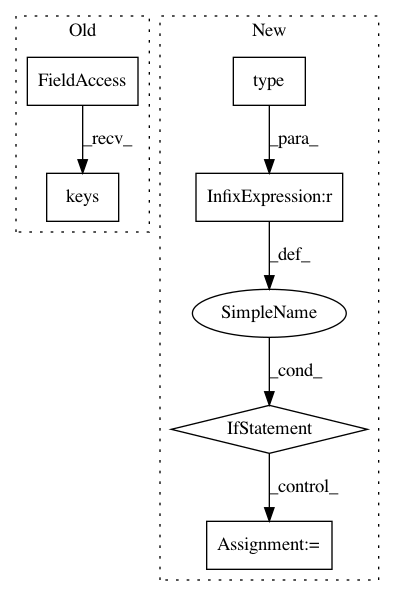 Old
New
FieldAccess
type
_recv_
_para_
keys
InfixExpression:r
_def_
SimpleName
_cond_
IfStatement
_control_
Assignment:=